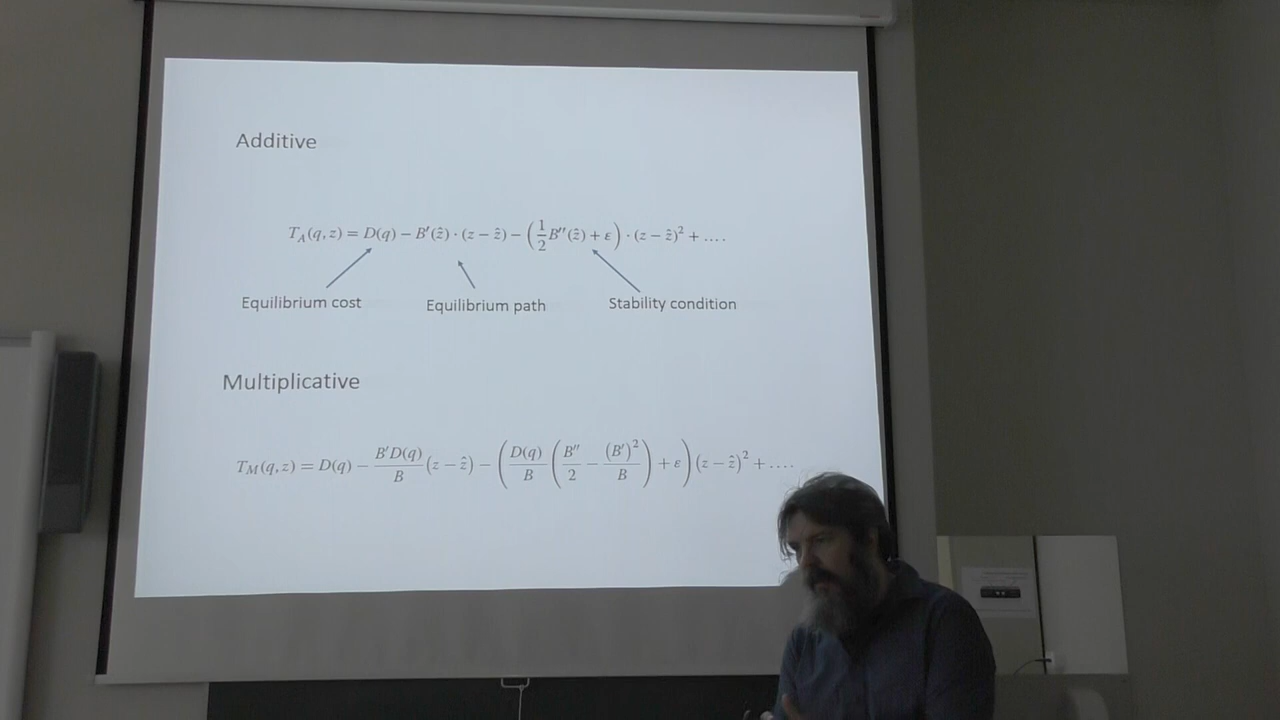 Additive
T_A(q, z) = D(q) − B′(ẑ) · (z − ẑ) − (1/2 B″(ẑ) + ε) · (z − ẑ)² + ….
Equilibrium cost Equilibrium path Stability condition
Multiplicative
T_M(q, z) = D(q) − B′D(q)/B (z − ẑ) − (D(q)/B (B″/2 − (B′)²/B) + ε)(z − ẑ)² + ….